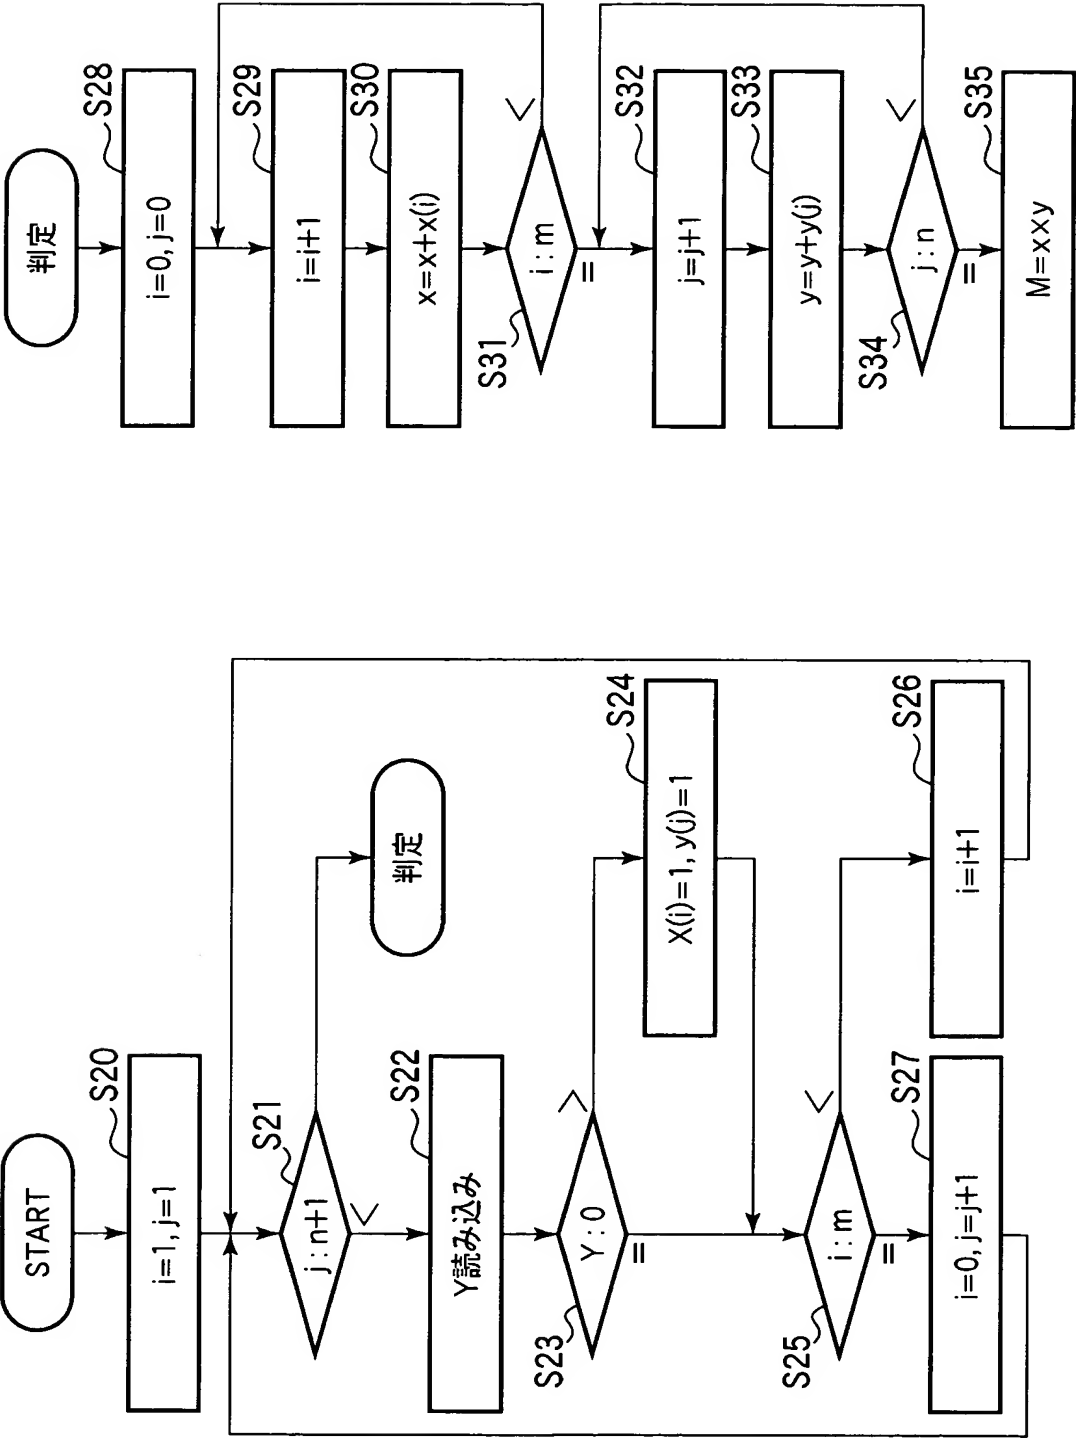 START
S20
i=1, j=1
S21
j:n+1
<
判定
S22
Y読み込み
S23
Y:0
>
=
S24
X(i)=1, y(j)=1
S25
i:m
<
=
S27
i=0, j=j+1
S26
i=i+1
判定
S28
i=0, j=0
S29
i=i+1
S30
x=x+x(i)
S31
i:m
<
=
S32
j=j+1
S33
y=y+y(j)
S34
j:n
<
=
S35
M=x×y